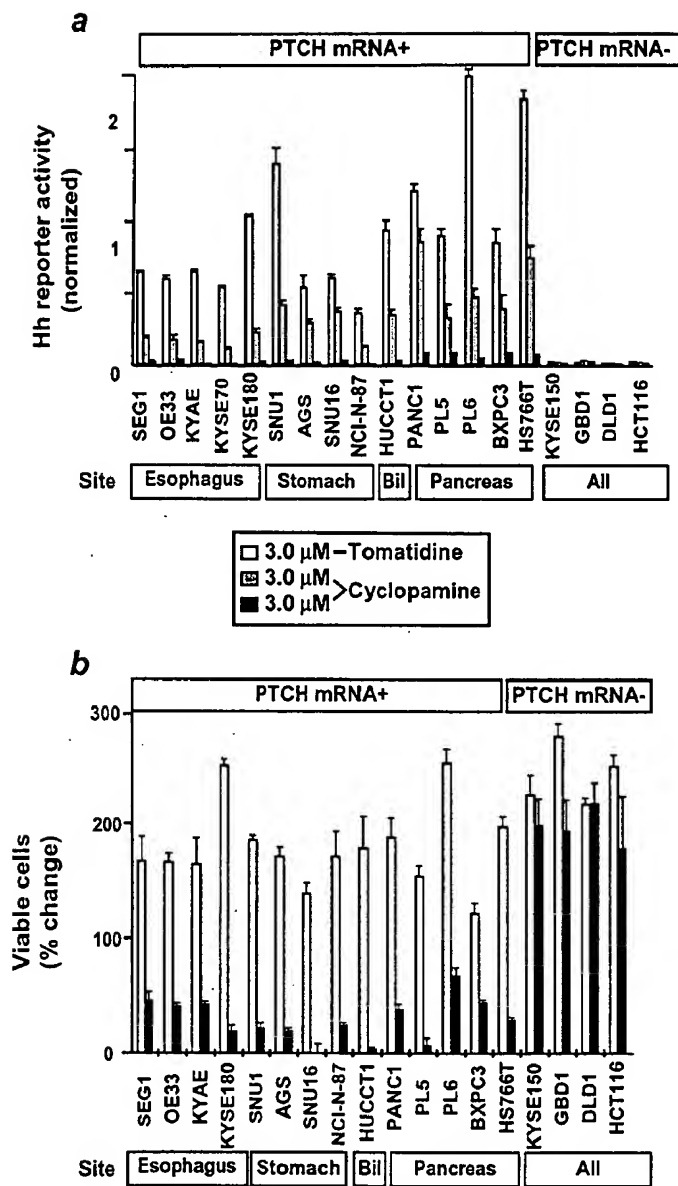 a
PTCH mRNA+ PTCH mRNA-
Hh reporter activity
(normalized)
2
1
0
SEG1 OE33 KYAE KYSE70 KYSE180 SNU1 AGS SNU16 NCI-N-87 HUCCT1 PANC1 PL5 PL6 BXPC3 HS766T KYSE150 GBD1 DLD1 HCT116
Site Esophagus Stomach Bil Pancreas All
3.0 µM – Tomatidine
3.0 µM > Cyclopamine
3.0 µM
b
PTCH mRNA+ PTCH mRNA-
Viable cells
(% change)
300
200
100
0
SEG1 OE33 KYAE KYSE180 SNU1 AGS SNU16 NCI-N-87 HUCCT1 PANC1 PL5 PL6 BXPC3 HS766T KYSE150 GBD1 DLD1 HCT116
Site Esophagus Stomach Bil Pancreas All